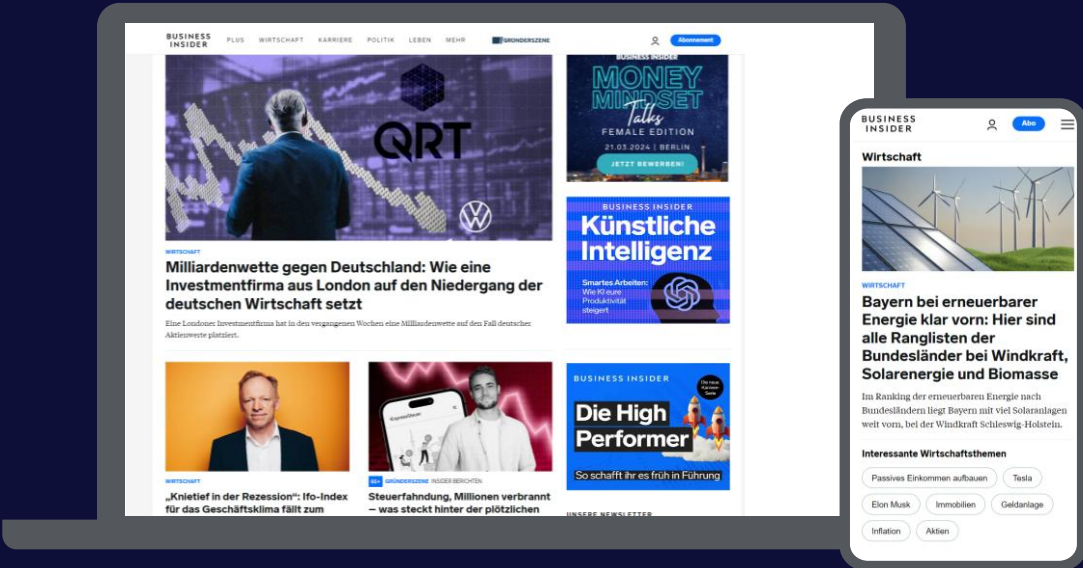 BUSINESS
INSIDER
PLUS WIRTSCHAFT KARRIERE POLITIK LEBEN MEHR GRÜNDERSZENE
Abonnement
QRT
WIRTSCHAFT
Milliardenwette gegen Deutschland: Wie eine
Investmentfirma aus London auf den Niedergang der
deutschen Wirtschaft setzt
Eine Londoner Investmentfirma hat in den vergangenen Wochen eine Milliardenwette auf den Fall deutscher
Aktienwerte platziert.
WIRTSCHAFT
„Knietief in der Rezession“: Ifo-Index
für das Geschäftsklima fällt zum
ExpressSteuer
GRÜNDERSZENE INSIDER BERICHTEN
Steuerfahndung, Millionen verbrannt
– was steckt hinter der plötzlichen
BUSINESS INSIDER
MONEY
MINDSET
Talks
FEMALE EDITION
21.03.2024 | BERLIN
JETZT BEWERBEN!
BUSINESS INSIDER
Künstliche
Intelligenz
Smartes Arbeiten:
Wie KI eure
Produktivität
steigert
BUSINESS INSIDER
Die neue
Karriere-
Serie
Die High
Performer
So schafft ihr es früh in Führung
UNSERE NEWSLETTER
BUSINESS
INSIDER
Abo
Wirtschaft
WIRTSCHAFT
Bayern bei erneuerbarer
Energie klar vorn: Hier sind
alle Ranglisten der
Bundesländer bei Windkraft,
Solarenergie und Biomasse
Im Ranking der erneuerbaren Energie nach
Bundesländern liegt Bayern mit viel Solaranlagen
weit vorn, bei der Windkraft Schleswig-Holstein.
Interessante Wirtschaftsthemen
Passives Einkommen aufbauen Tesla
Elon Musk Immobilien Geldanlage
Inflation Aktien